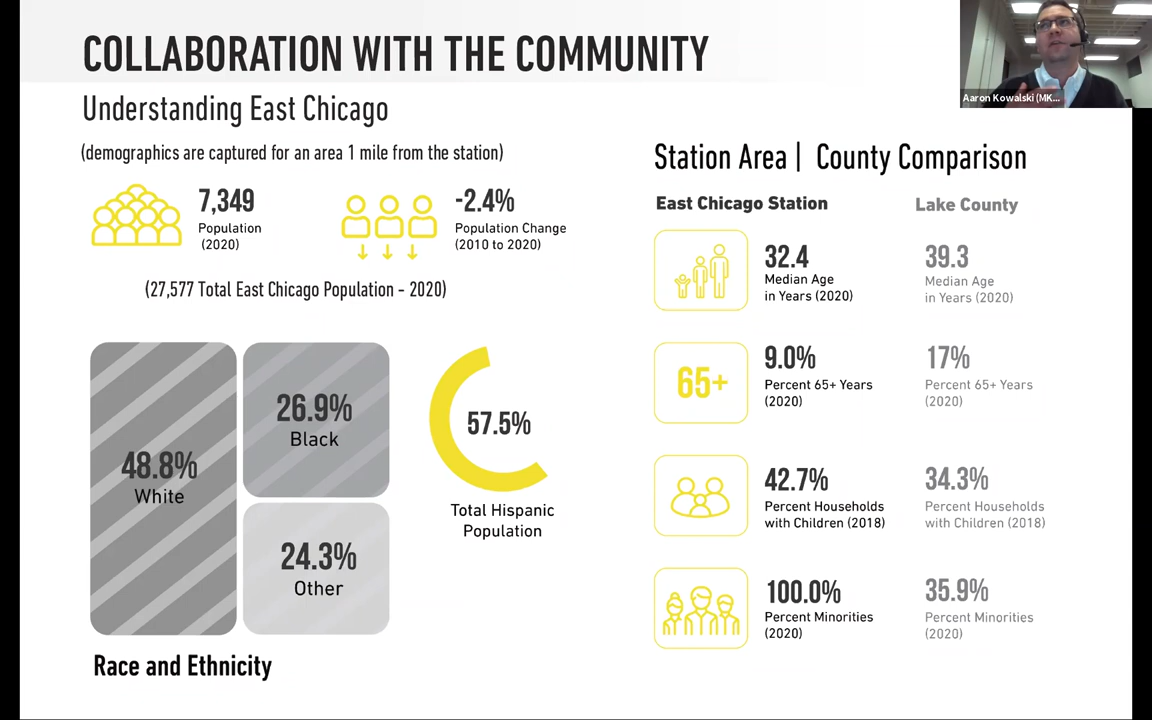 COLLABORATION WITH THE COMMUNITY
Aaron Kowalski (MK...
Understanding East Chicago
(demographics are captured for an area 1 mile from the station)
7,349
Population
(2020)
-2.4%
Population Change
(2010 to 2020)
(27,577 Total East Chicago Population - 2020)
48.8%
White
26.9%
Black
24.3%
Other
57.5%
Total Hispanic
Population
Race and Ethnicity
Station Area | County Comparison
East Chicago Station
Lake County
32.4
Median Age
in Years (2020)
39.3
Median Age
in Years (2020)
65+
9.0%
Percent 65+ Years
(2020)
17%
Percent 65+ Years
(2020)
42.7%
Percent Households
with Children (2018)
34.3%
Percent Households
with Children (2018)
100.0%
Percent Minorities
(2020)
35.9%
Percent Minorities
(2020)